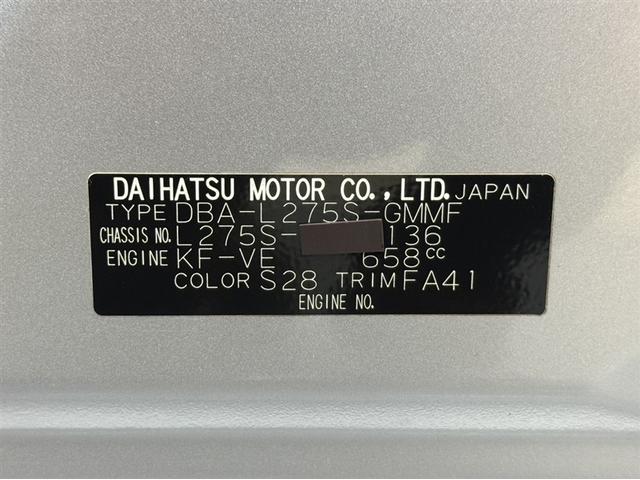 DAIHATSU MOTOR CO., LTD. JAPAN
TYPE DBA-L275S-GMMF
CHASSIS NO. L275S- 136
ENGINE KF-VE 658cc
COLOR S28 TRIM FA41
ENGINE NO.